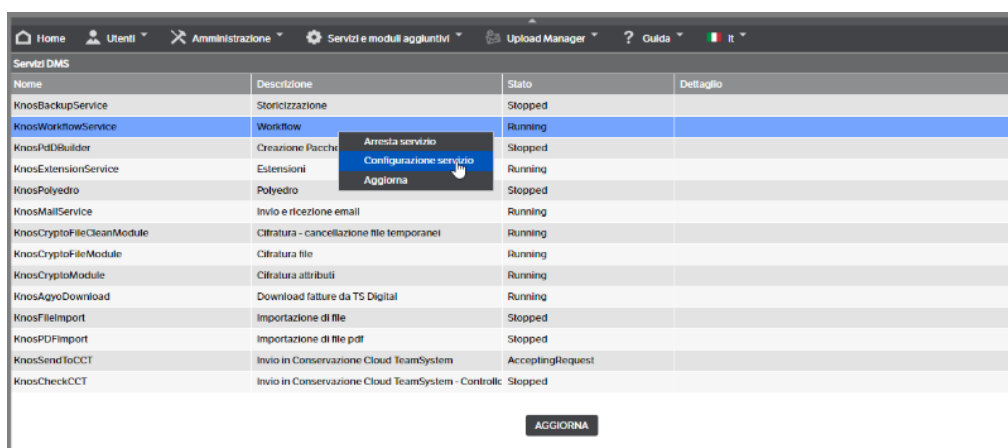 Home Utenti Amministrazione Servizi e moduli aggiuntivi Upload Manager ? Guida It
Servizi DMS
Nome Descrizione Stato Dettaglio
KnosBackupService Storicizzazione Stopped
KnosWorkflowService Workflow Running
Arresta servizio
KnosPdDBuilder Creazione Pacche Stopped
Configurazione servizio
KnosExtensionService Estensioni Running
Aggiorna
KnosPolyedro Polyedro Stopped
KnosMailService Invio e ricezione email Running
KnosCryptoFileCleanModule Cifratura - cancellazione file temporanei Running
KnosCryptoFileModule Cifratura file Running
KnosCryptoModule Cifratura attributi Running
KnosAgyoDownload Download fatture da TS Digital Running
KnosFileImport Importazione di file Stopped
KnosPDFImport Importazione di file pdf Stopped
KnosSendToCCT Invio in Conservazione Cloud TeamSystem AcceptingRequest
KnosCheckCCT Invio in Conservazione Cloud TeamSystem - Controllo Stopped
AGGIORNA